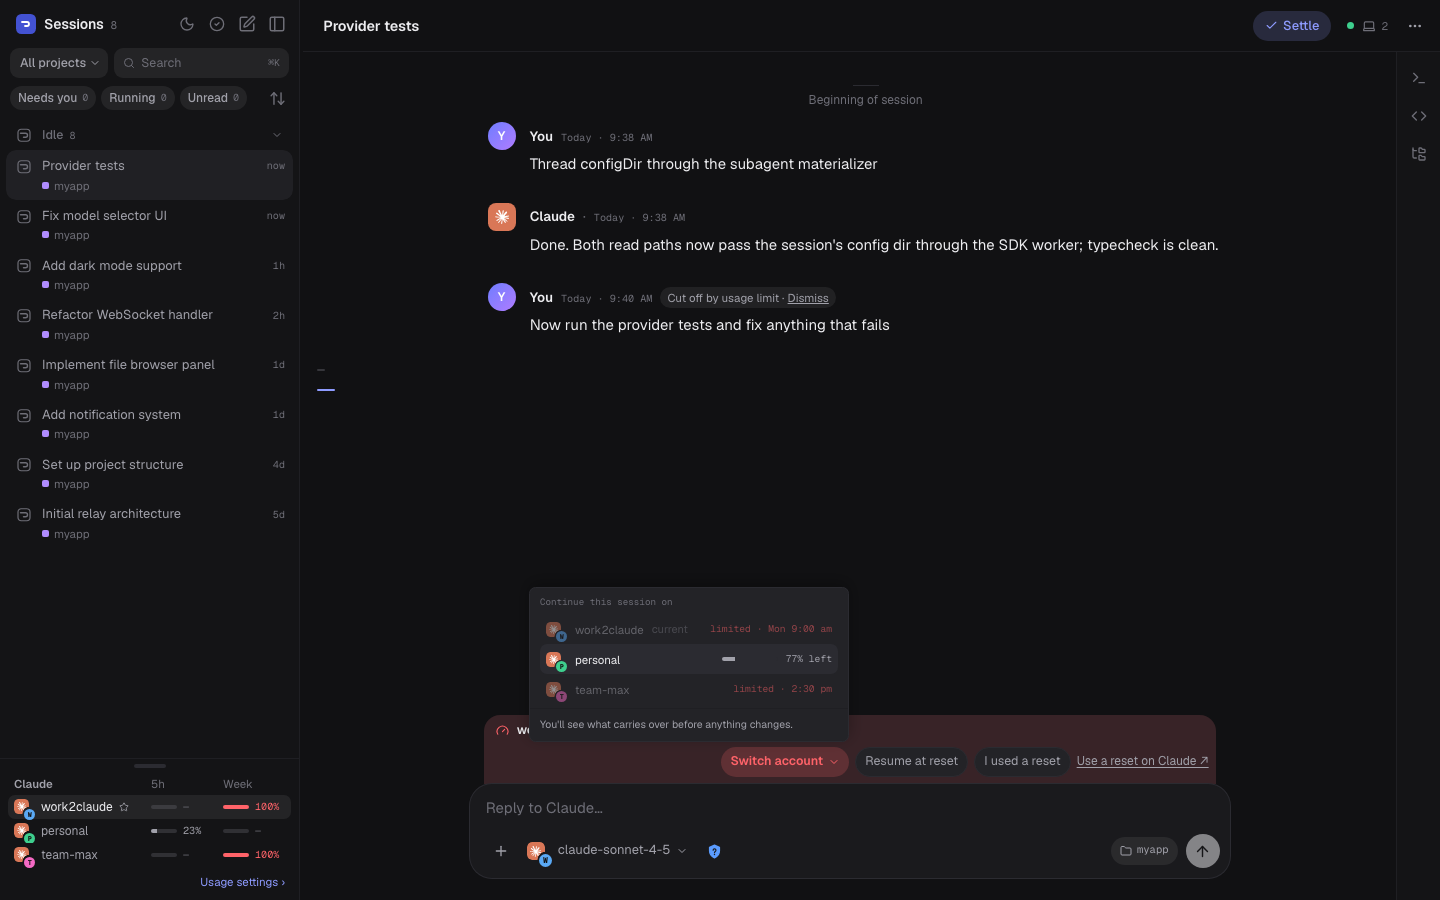 Sessions 8
All projects
Search ⌘K
Needs you 0
Running 0
Unread 0
Idle 8
Provider tests now
myapp
Fix model selector UI now
myapp
Add dark mode support 1h
myapp
Refactor WebSocket handler 2h
myapp
Implement file browser panel 1d
myapp
Add notification system 1d
myapp
Set up project structure 4d
myapp
Initial relay architecture 5d
myapp
Claude 5h Week
W work2claude – 100%
P personal 23% –
T team-max – 100%
Usage settings ›
Provider tests
Settle
2
Beginning of session
Y You Today · 9:38 AM
Thread configDir through the subagent materializer
Claude · Today · 9:38 AM
Done. Both read paths now pass the session's config dir through the SDK worker; typecheck is clean.
Y You Today · 9:40 AM Cut off by usage limit · Dismiss
Now run the provider tests and fix anything that fails
Continue this session on
W work2claude current limited · Mon 9:00 am
P personal 77% left
T team-max limited · 2:30 pm
You'll see what carries over before anything changes.
Switch account
Resume at reset
I used a reset
Use a reset on Claude ↗
Reply to Claude...
W claude-sonnet-4-5
myapp